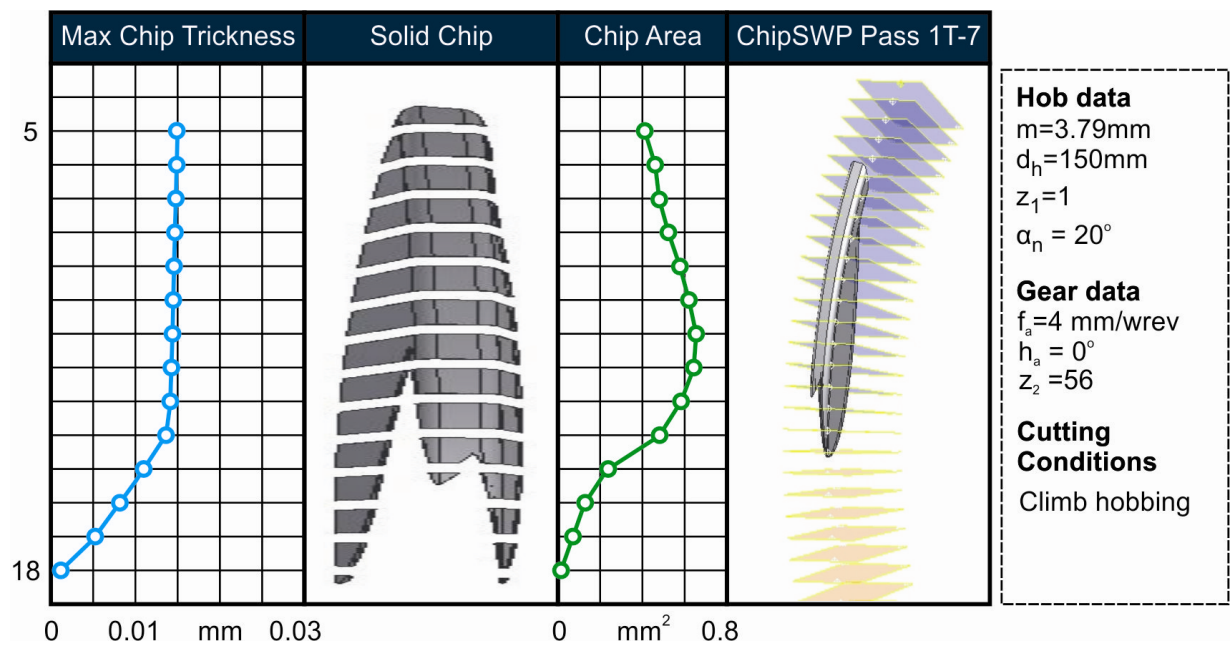 Max Chip Trickness
Solid Chip
Chip Area
ChipSWP Pass 1T-7
5
18
0
0.01
mm
0.03
0
mm²
0.8
Hob data
m=3.79mm
dₕ=150mm
z₁=1
αₙ = 20°
Gear data
fₐ=4 mm/wrev
hₐ = 0°
z₂ =56
Cutting
Conditions
Climb hobbing